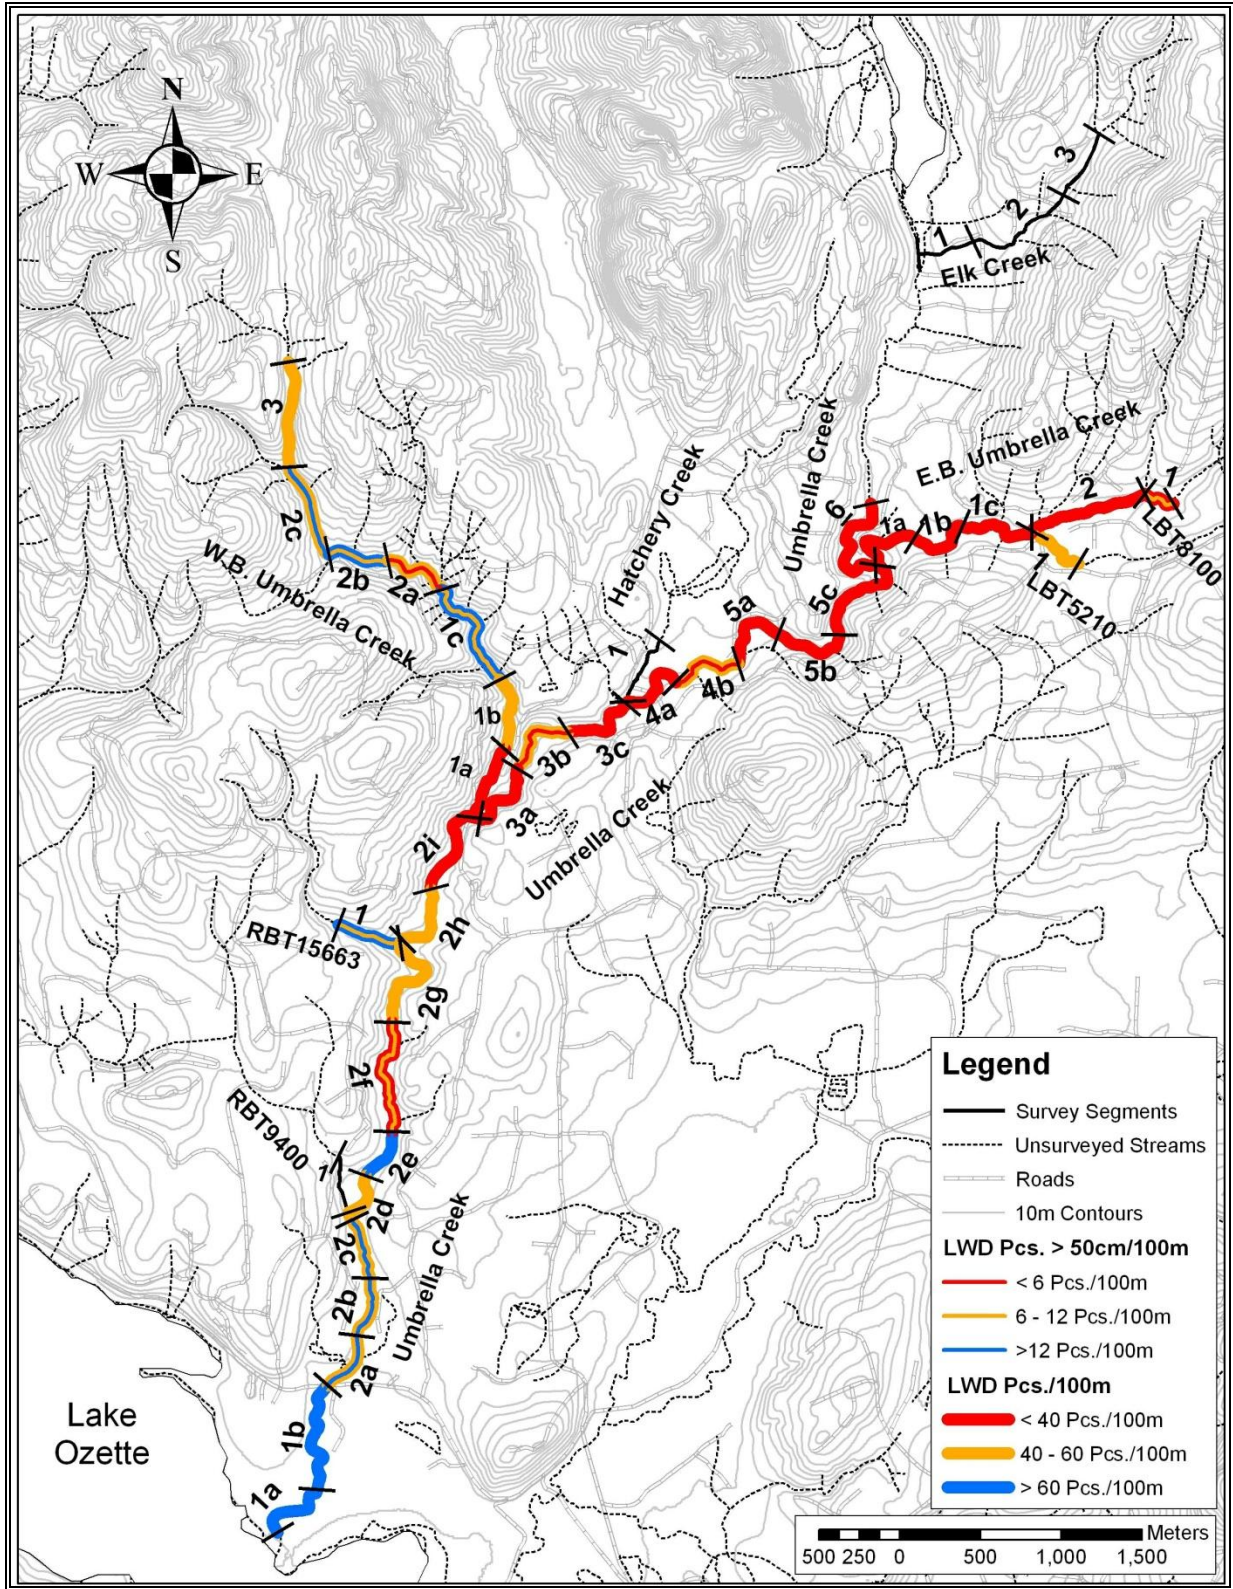 N
W
E
S
3
2
1
Elk Creek
3
2c
2b
2a
1c
W.B. Umbrella Creek
1b
1a
Hatchery Creek
1
Umbrella Creek
E.B. Umbrella Creek
6
1a
1b
1c
2
1
LBT8100
1
LBT5210
5c
5b
5a
4b
4a
3c
3b
3a
Umbrella Creek
2i
2h
1
RBT15663
2g
2f
RBT9400
1
2e
2d
2c
2b
2a
Umbrella Creek
1b
1a
Lake
Ozette
Legend
Survey Segments
Unsurveyed Streams
Roads
10m Contours
LWD Pcs. > 50cm/100m
< 6 Pcs./100m
6 - 12 Pcs./100m
>12 Pcs./100m
LWD Pcs./100m
< 40 Pcs./100m
40 - 60 Pcs./100m
> 60 Pcs./100m
Meters
500 250 0 500 1,000 1,500